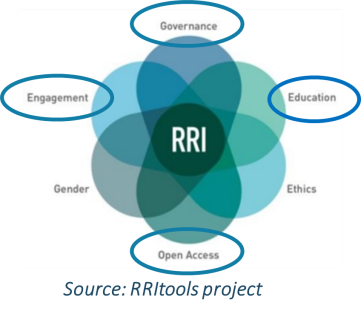 Governance
Engagement
Education
RRI
Gender
Ethics
Open Access
Source: RRItools project